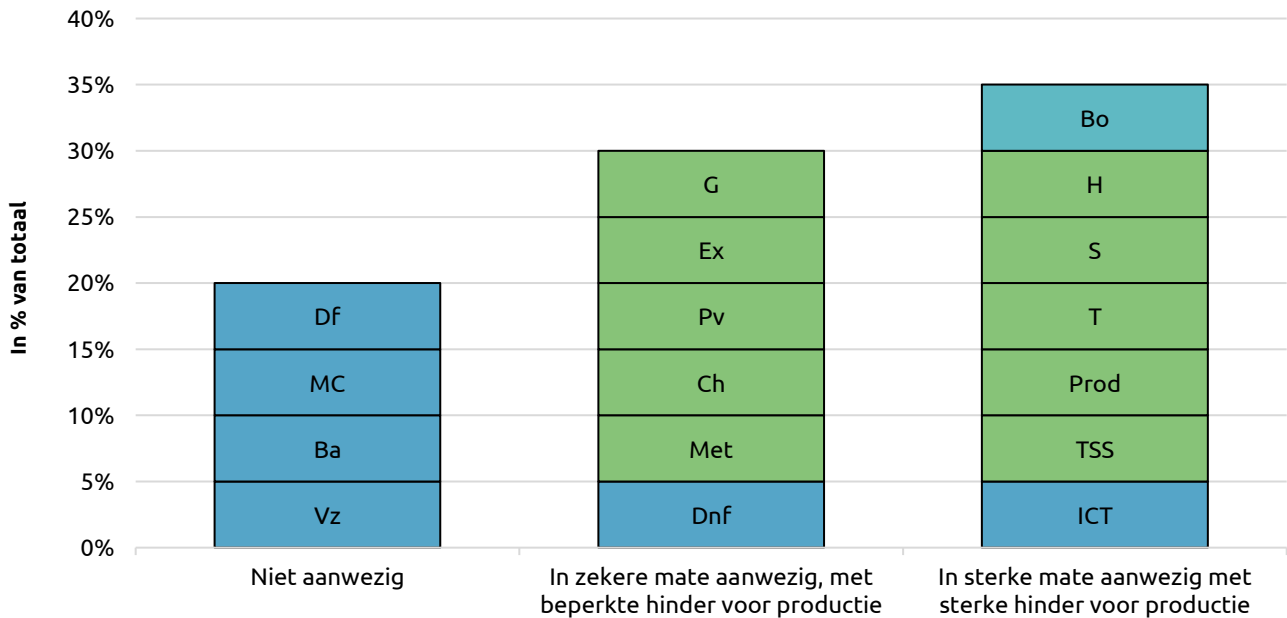 40%
35%
30%
25%
20%
15%
10%
5%
0%
In % van totaal
Df
MC
Ba
Vz
G
Ex
Pv
Ch
Met
Dnf
Bo
H
S
T
Prod
TSS
ICT
Niet aanwezig
In zekere mate aanwezig, met
beperkte hinder voor productie
In sterke mate aanwezig met
sterke hinder voor productie